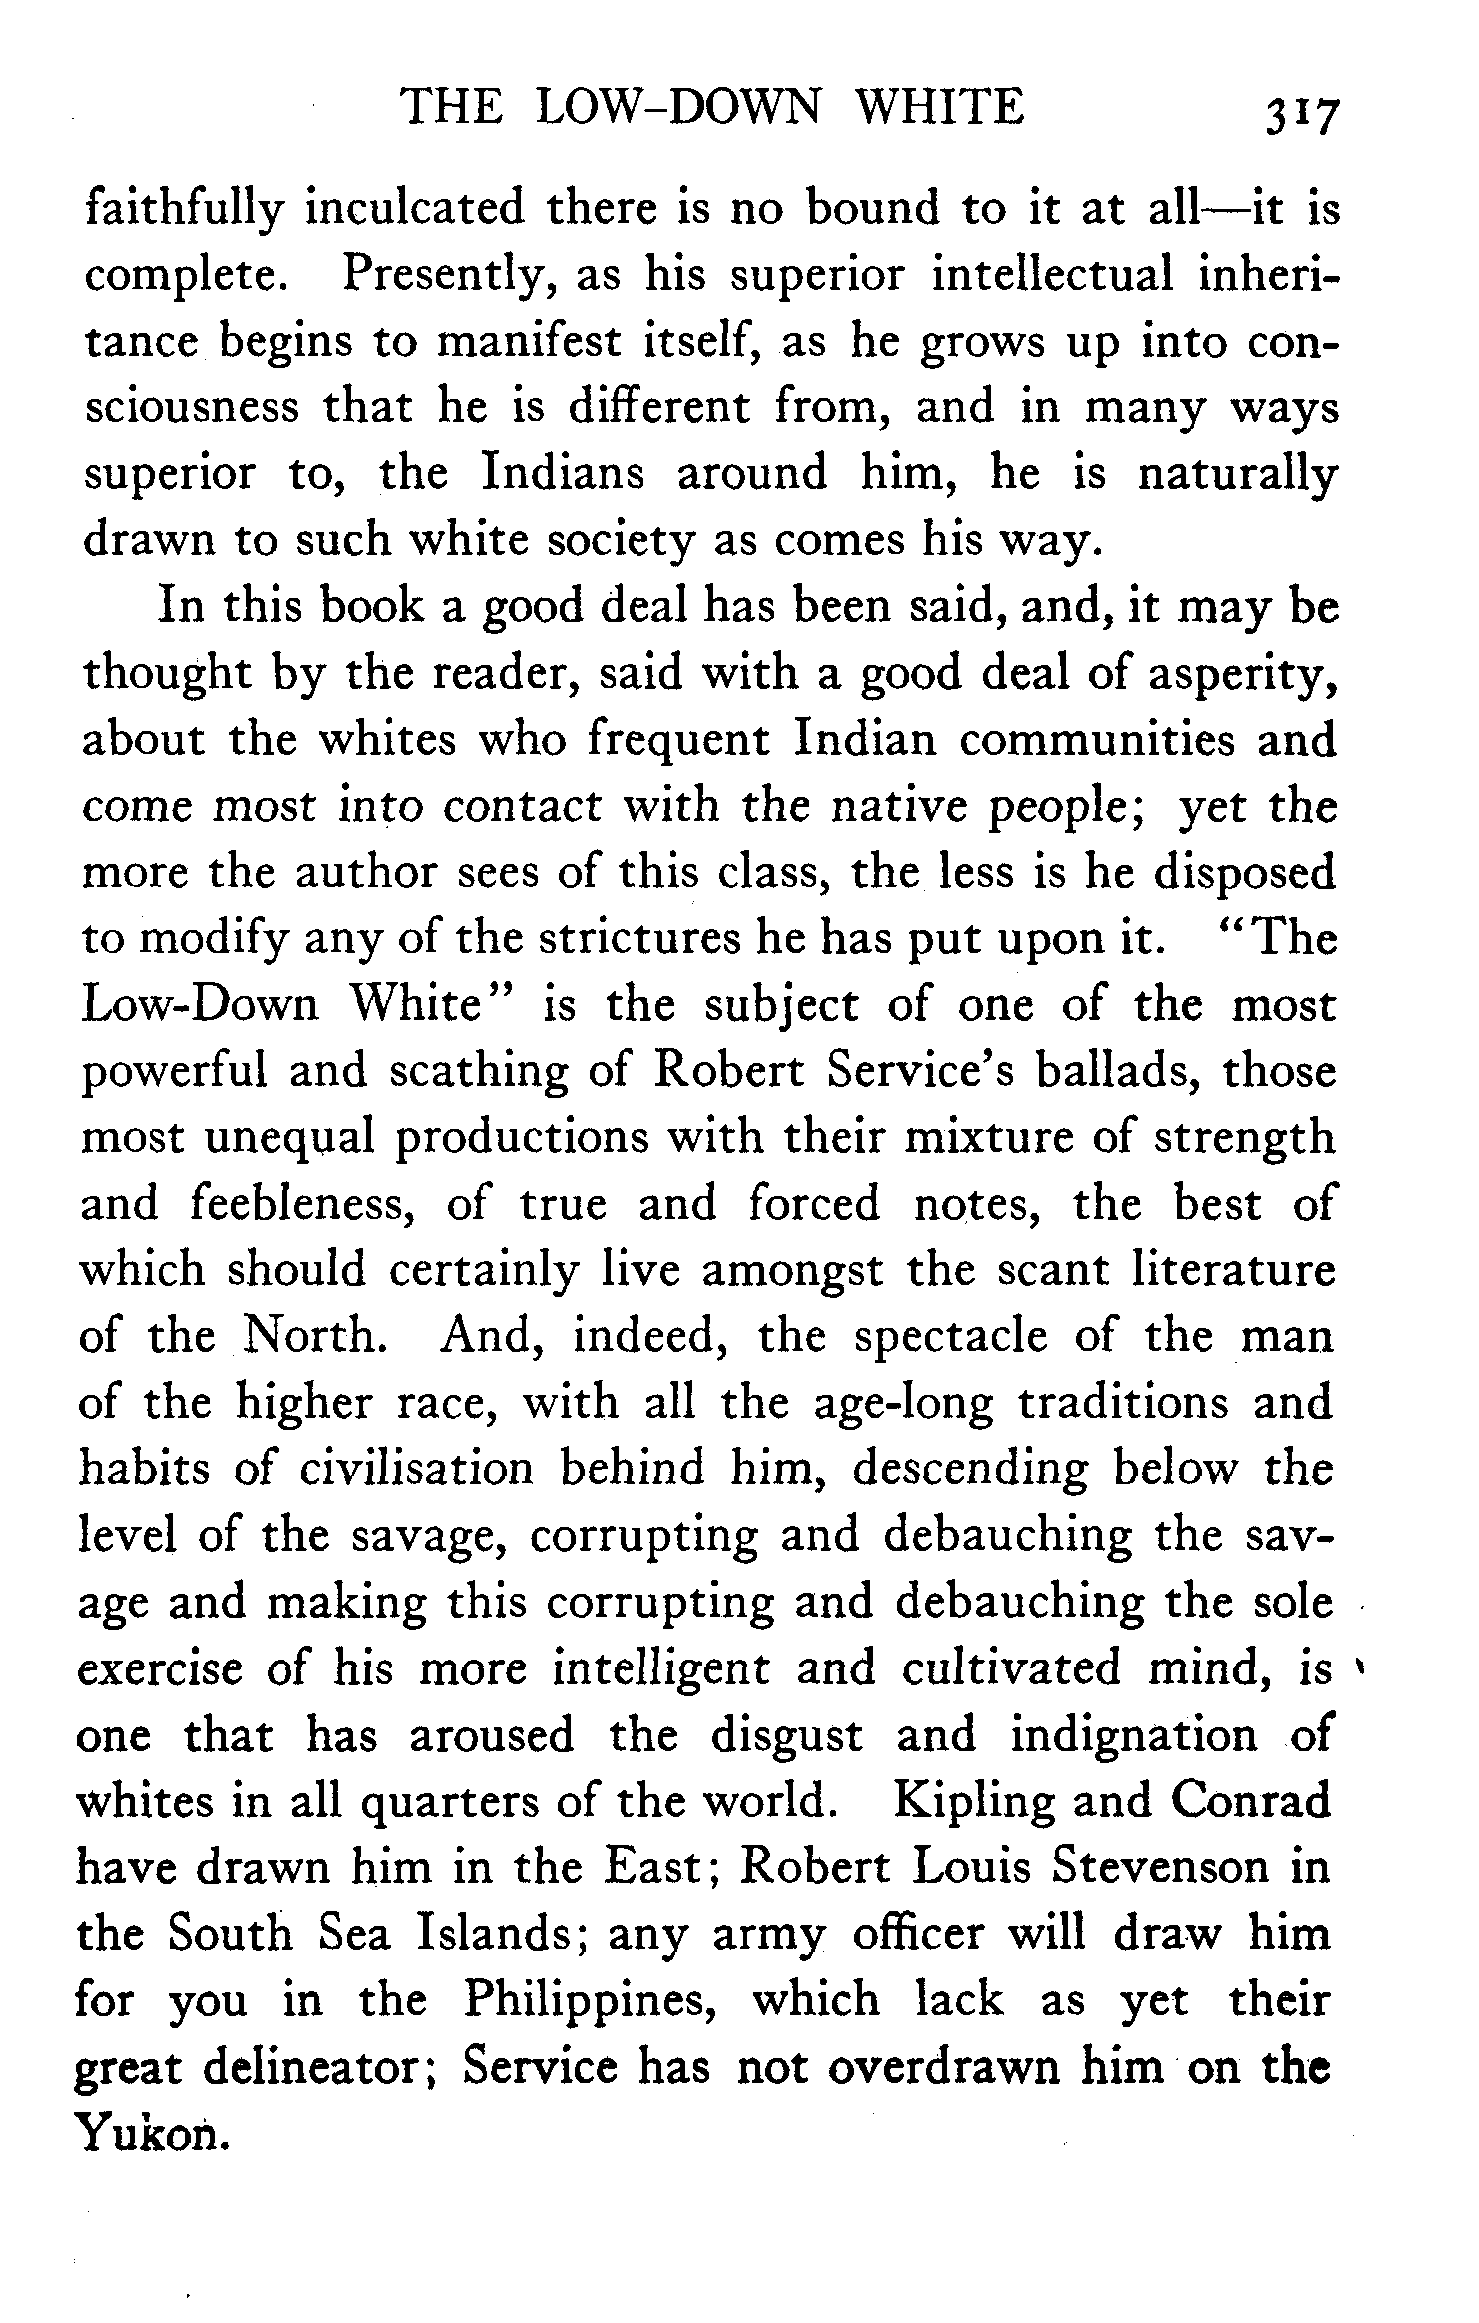 THE LOW-DOWN WHITE 317
faithfully inculcated there is no bound to it at all—it is
complete. Presently, as his superior intellectual inheri-
tance begins to manifest itself, as he grows up into con-
sciousness that he is different from, and in many ways
superior to, the Indians around him, he is naturally
drawn to such white society as comes his way.
In this book a good deal has been said, and, it may be
thought by the reader, said with a good deal of asperity,
about the whites who frequent Indian communities and
come most into contact with the native people; yet the
more the author sees of this class, the less is he disposed
to modify any of the strictures he has put upon it. “The
Low-Down White” is the subject of one of the most
powerful and scathing of Robert Service’s ballads, those
most unequal productions with their mixture of strength
and feebleness, of true and forced notes, the best of
which should certainly live amongst the scant literature
of the North. And, indeed, the spectacle of the man
of the higher race, with all the age-long traditions and
habits of civilisation behind him, descending below the
level of the savage, corrupting and debauching the sav-
age and making this corrupting and debauching the sole
exercise of his more intelligent and cultivated mind, is
one that has aroused the disgust and indignation of
whites in all quarters of the world. Kipling and Conrad
have drawn him in the East; Robert Louis Stevenson in
the South Sea Islands; any army officer will draw him
for you in the Philippines, which lack as yet their
great delineator; Service has not overdrawn him on the
Yukon.